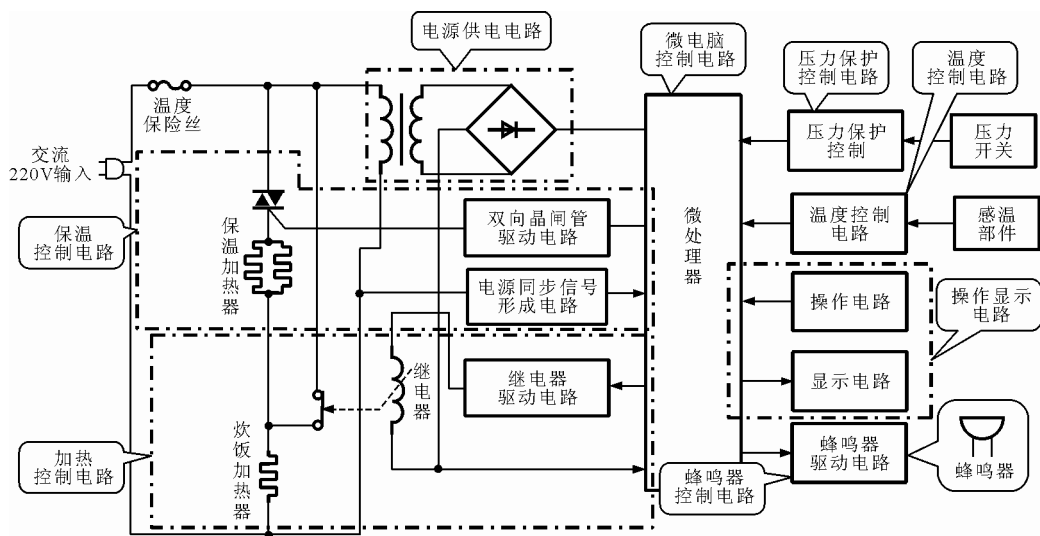 电源供电电路
微电脑
控制电路
压力保护
控制电路
温度
控制电路
温度
保险丝
交流
220V输入
压力保护
控制
压力
开关
保温
控制电路
保温加热器
双向晶闸管
驱动电路
微处理器
温度控制
电路
感温
部件
电源同步信号
形成电路
操作电路
操作显示
电路
继电器
继电器
驱动电路
显示电路
加热
控制电路
炊饭加热器
蜂鸣器
控制电路
蜂鸣器
驱动电路
蜂鸣器